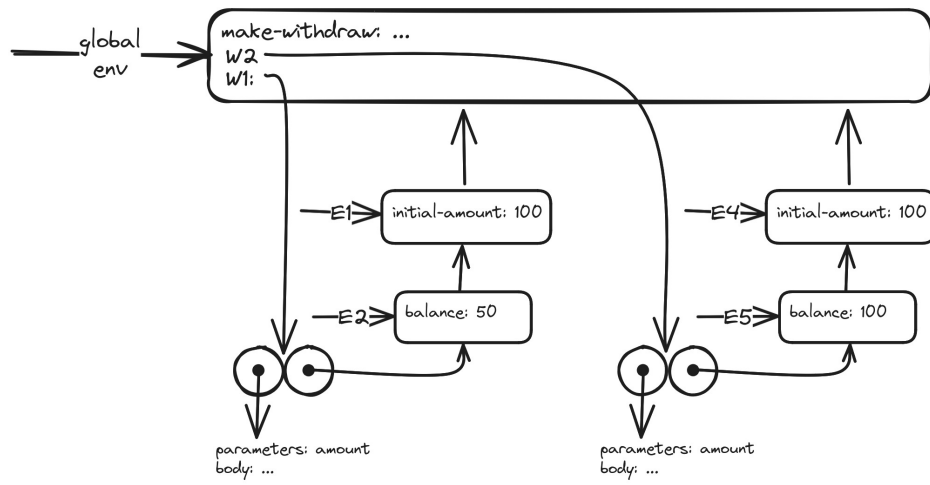 global
env
make-withdraw: ...
W2
W1:
E1
initial-amount: 100
E4
initial-amount: 100
E2
balance: 50
E5
balance: 100
parameters: amount
body: ...
parameters: amount
body: ...